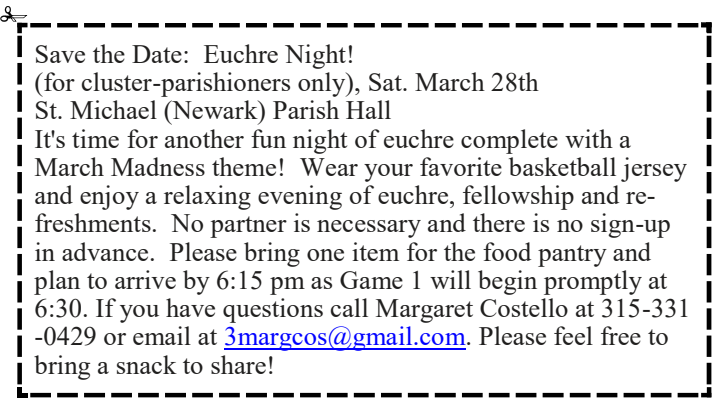 Save the Date:  Euchre Night!
(for cluster-parishioners only), Sat. March 28th
St. Michael (Newark) Parish Hall
It's time for another fun night of euchre complete with a
March Madness theme!  Wear your favorite basketball jersey
and enjoy a relaxing evening of euchre, fellowship and re-
freshments.  No partner is necessary and there is no sign-up
in advance.  Please bring one item for the food pantry and
plan to arrive by 6:15 pm as Game 1 will begin promptly at
6:30. If you have questions call Margaret Costello at 315-331
-0429 or email at 3margcos@gmail.com. Please feel free to
bring a snack to share!